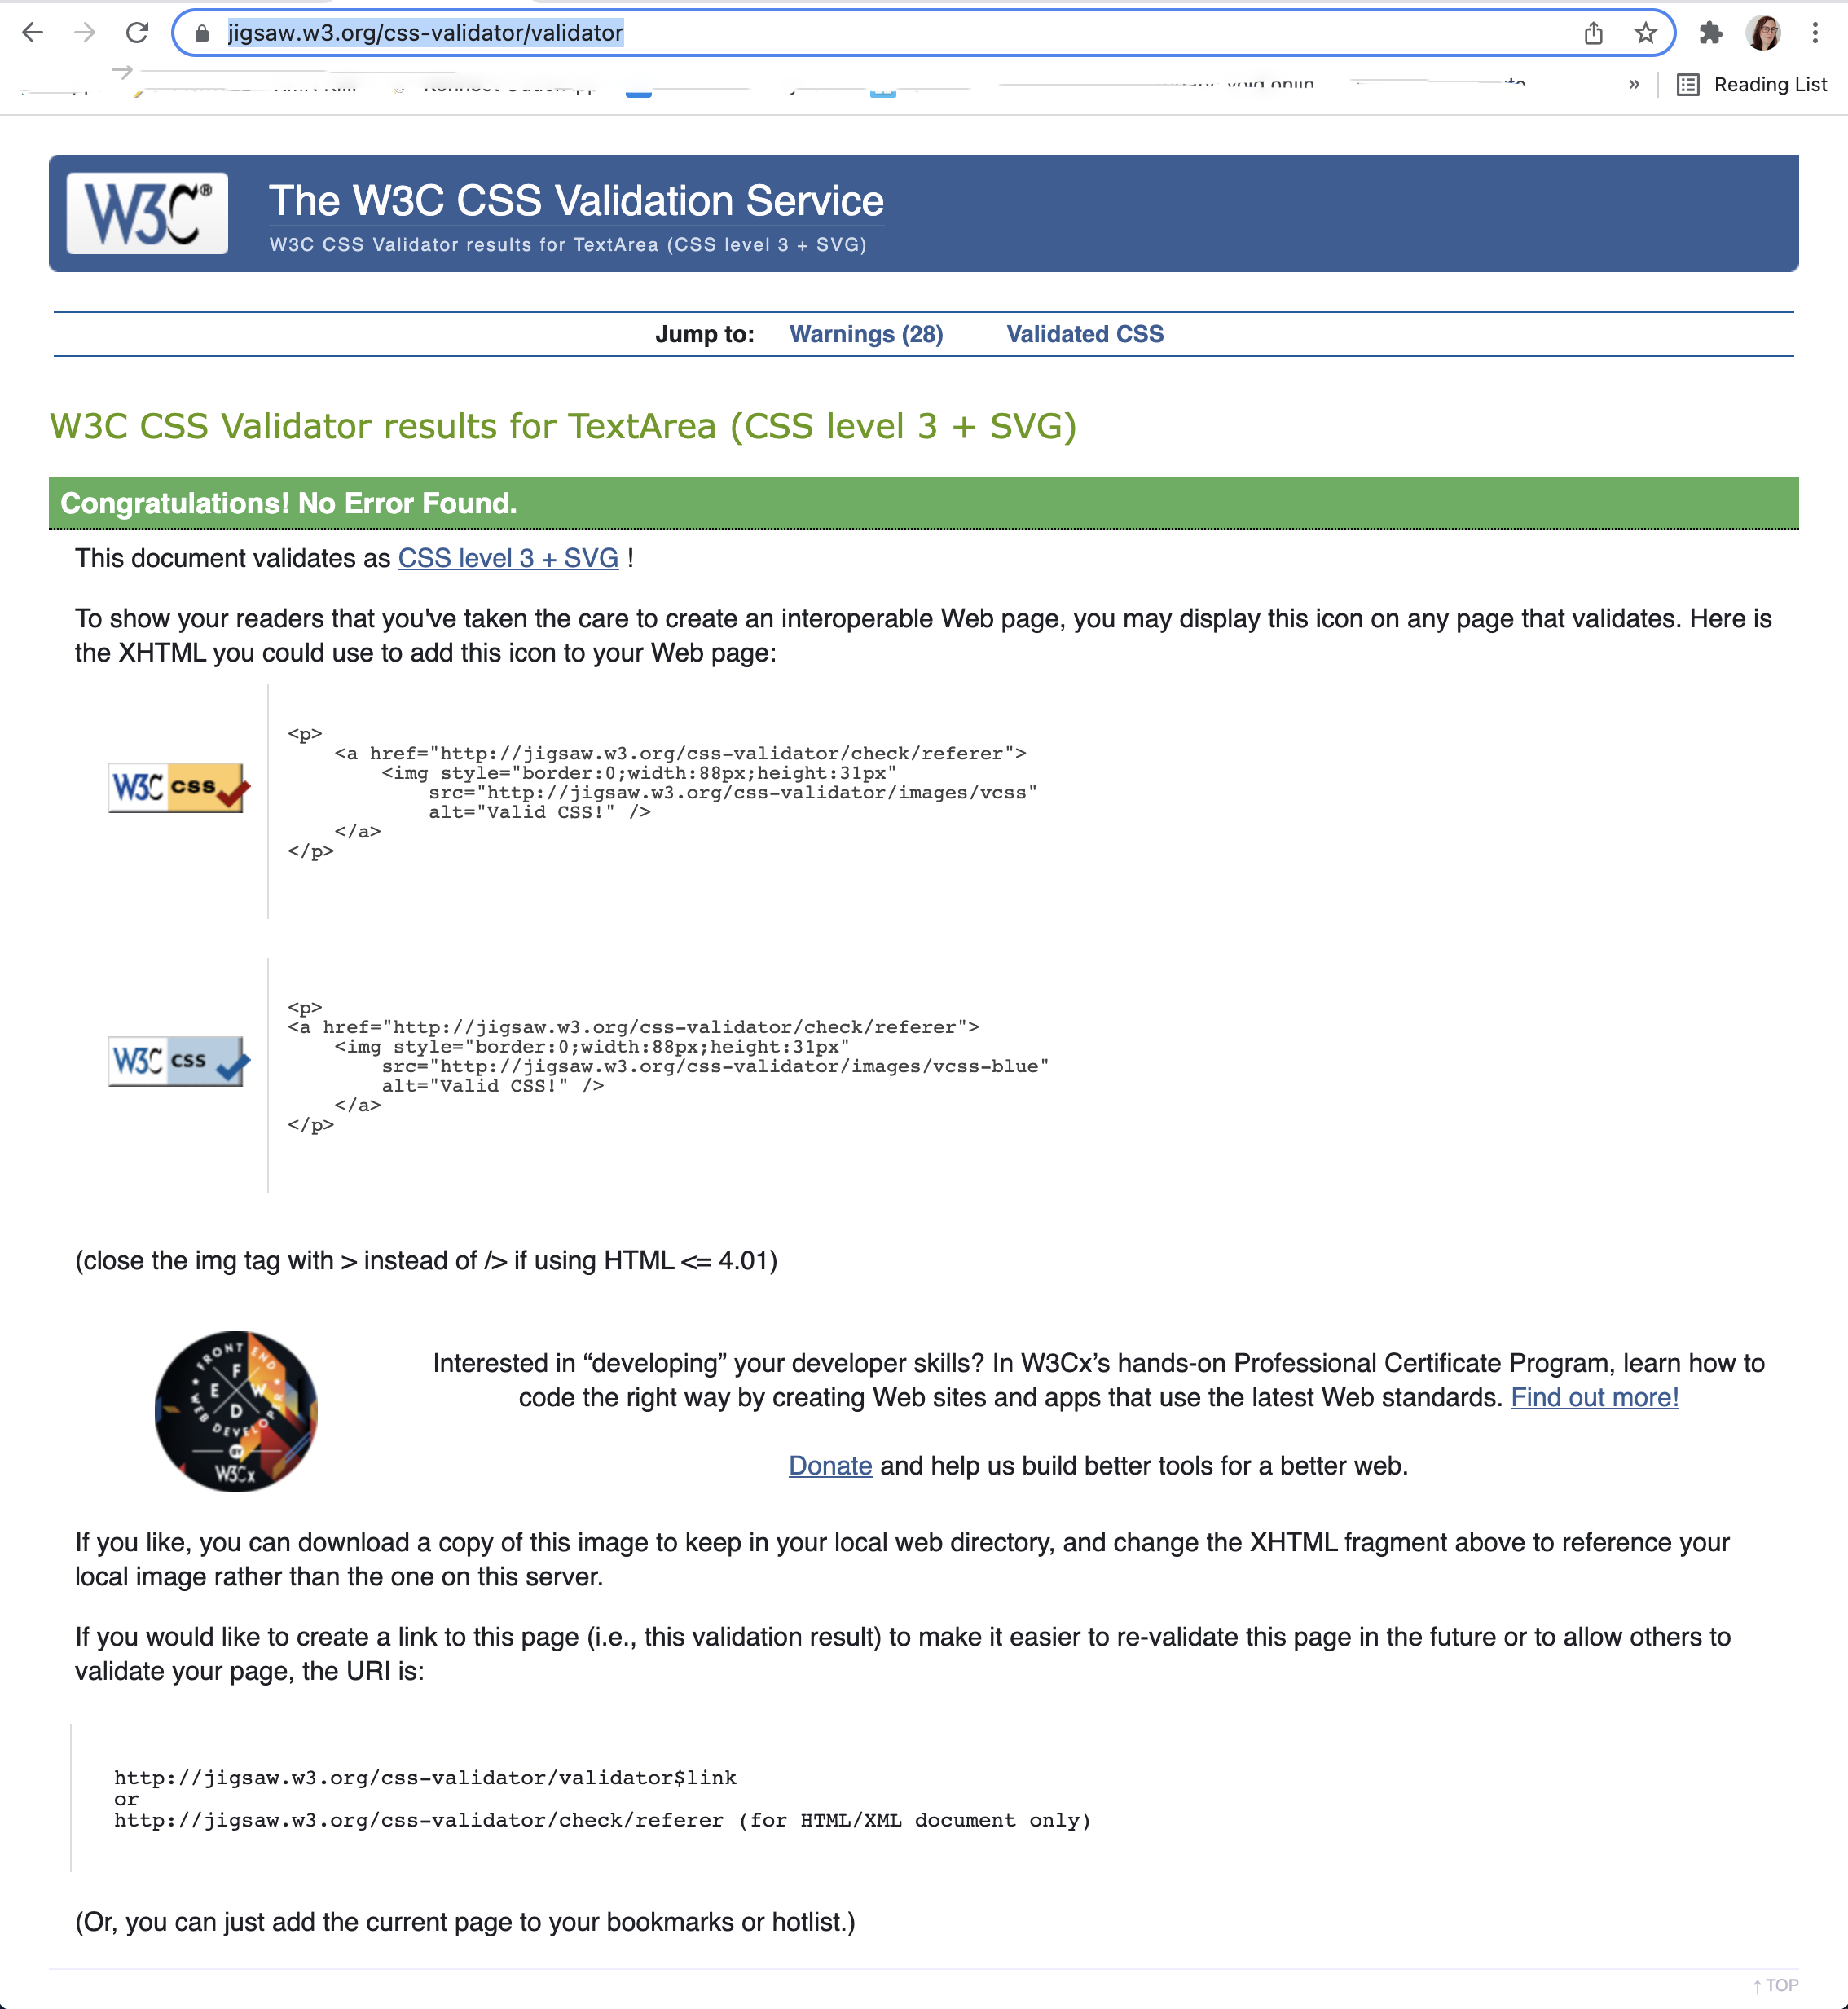 jigsaw.w3.org/css-validator/validator
» Reading List
W3C®
The W3C CSS Validation Service
W3C CSS Validator results for TextArea (CSS level 3 + SVG)
Jump to: Warnings (28) Validated CSS
W3C CSS Validator results for TextArea (CSS level 3 + SVG)
Congratulations! No Error Found.
This document validates as CSS level 3 + SVG !
To show your readers that you've taken the care to create an interoperable Web page, you may display this icon on any page that validates. Here is
the XHTML you could use to add this icon to your Web page:
W3C css
<p>
    <a href="http://jigsaw.w3.org/css-validator/check/referer">
        <img style="border:0;width:88px;height:31px"
            src="http://jigsaw.w3.org/css-validator/images/vcss"
            alt="Valid CSS!" />
    </a>
</p>
W3C css
<p>
<a href="http://jigsaw.w3.org/css-validator/check/referer">
    <img style="border:0;width:88px;height:31px"
        src="http://jigsaw.w3.org/css-validator/images/vcss-blue"
        alt="Valid CSS!" />
    </a>
</p>
(close the img tag with > instead of /> if using HTML <= 4.01)
FRONT END
WEB DEVELOPER
F
E W
D
BY
W3Cx
Interested in “developing” your developer skills? In W3Cx’s hands-on Professional Certificate Program, learn how to
code the right way by creating Web sites and apps that use the latest Web standards. Find out more!
Donate and help us build better tools for a better web.
If you like, you can download a copy of this image to keep in your local web directory, and change the XHTML fragment above to reference your
local image rather than the one on this server.
If you would like to create a link to this page (i.e., this validation result) to make it easier to re-validate this page in the future or to allow others to
validate your page, the URI is:
http://jigsaw.w3.org/css-validator/validator$link
or
http://jigsaw.w3.org/css-validator/check/referer (for HTML/XML document only)
(Or, you can just add the current page to your bookmarks or hotlist.)
↑ TOP